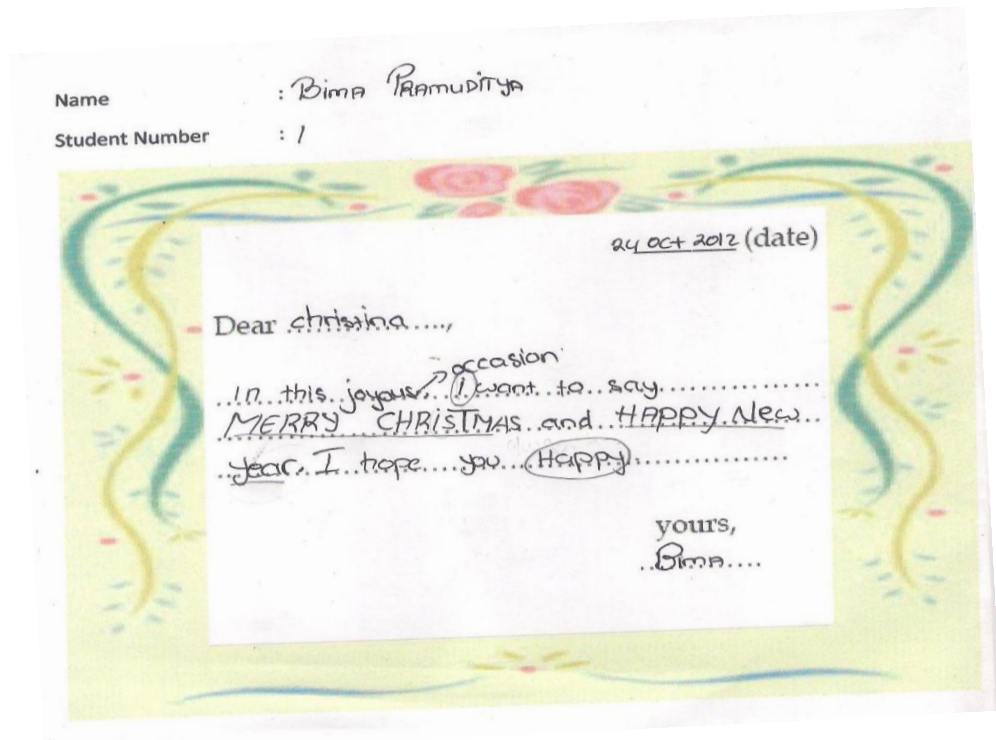 Name : Bima PRAMUDITYA
Student Number : 1
24 Oct 2012 (date)
Dear christina....,
occasion
..In this joyous.. I want to say................
MERRY CHRISTMAS and HAPPY New...
..year. I hope.... you... Happy ...............
yours,
..Bima....